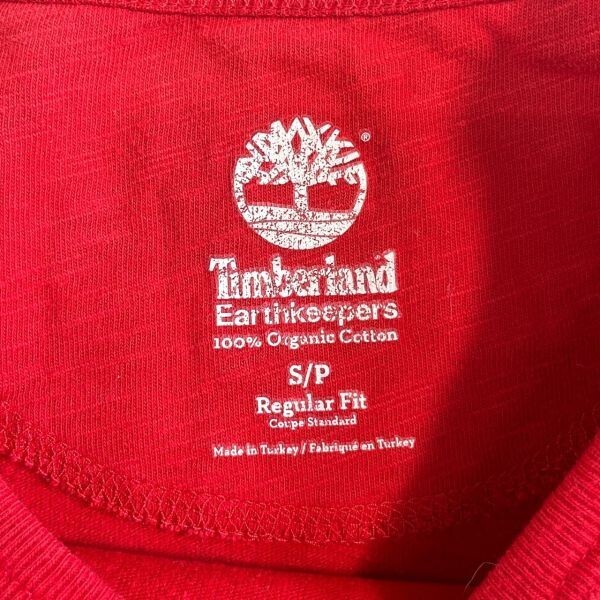 ®
Timberland
Earthkeepers
100% Organic Cotton
S/P
Regular Fit
Coupe Standard
Made in Turkey / Fabriqué en Turkey